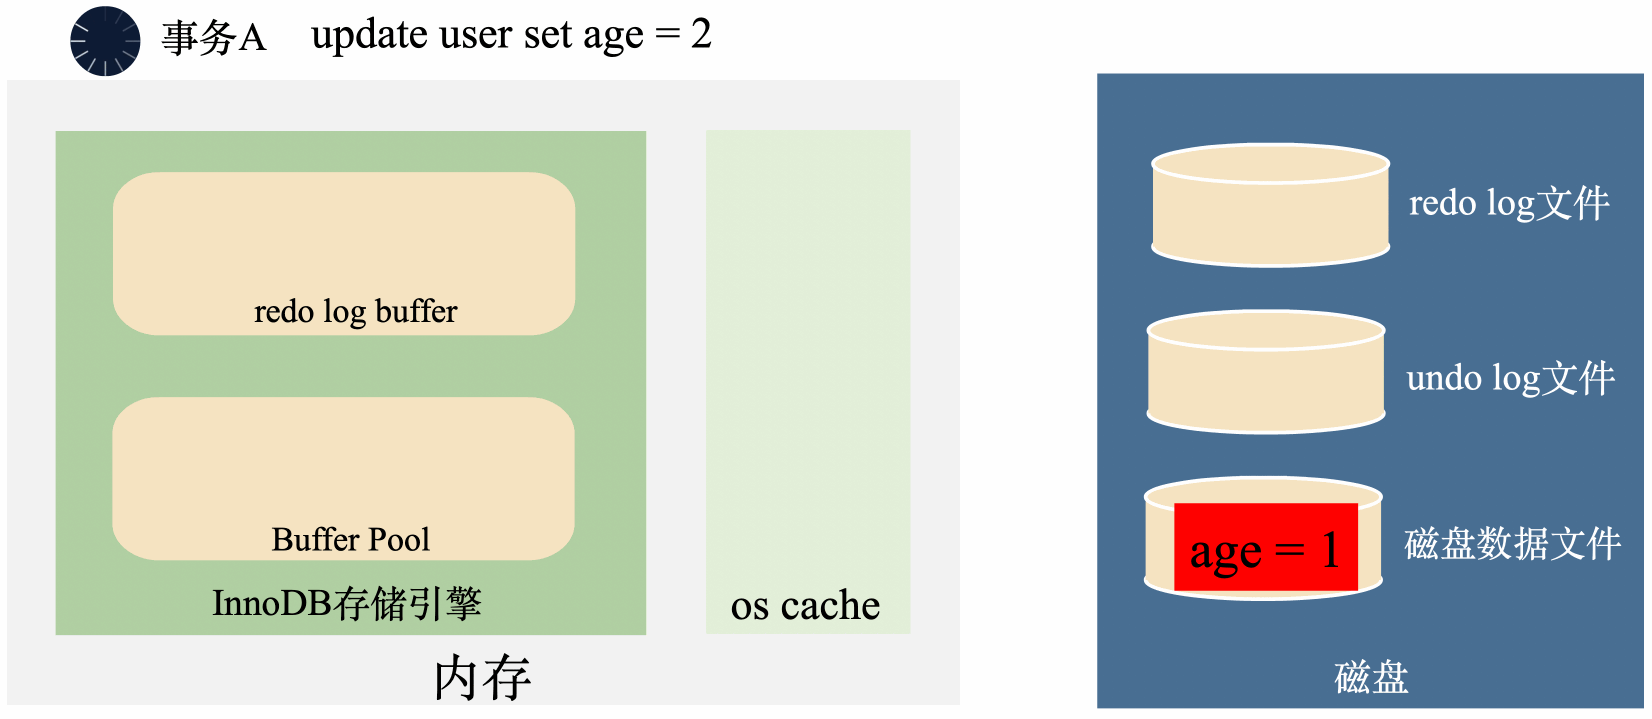 事务A update user set age = 2
redo log buffer
Buffer Pool
InnoDB存储引擎
os cache
内存
redo log文件
undo log文件
age = 1
磁盘数据文件
磁盘